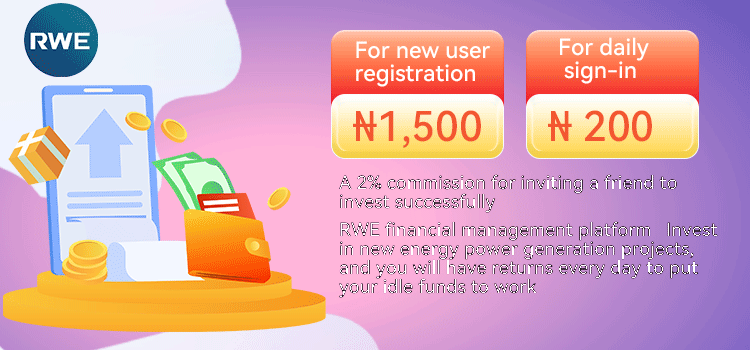 RWE
For new user
registration
₦1,500
For daily
sign-in
₦ 200
A 2% commission for inviting a friend to
invest successfully
RWE financial management platform Invest
in new energy power generation projects,
and you will have returns every day to put
your idle funds to work